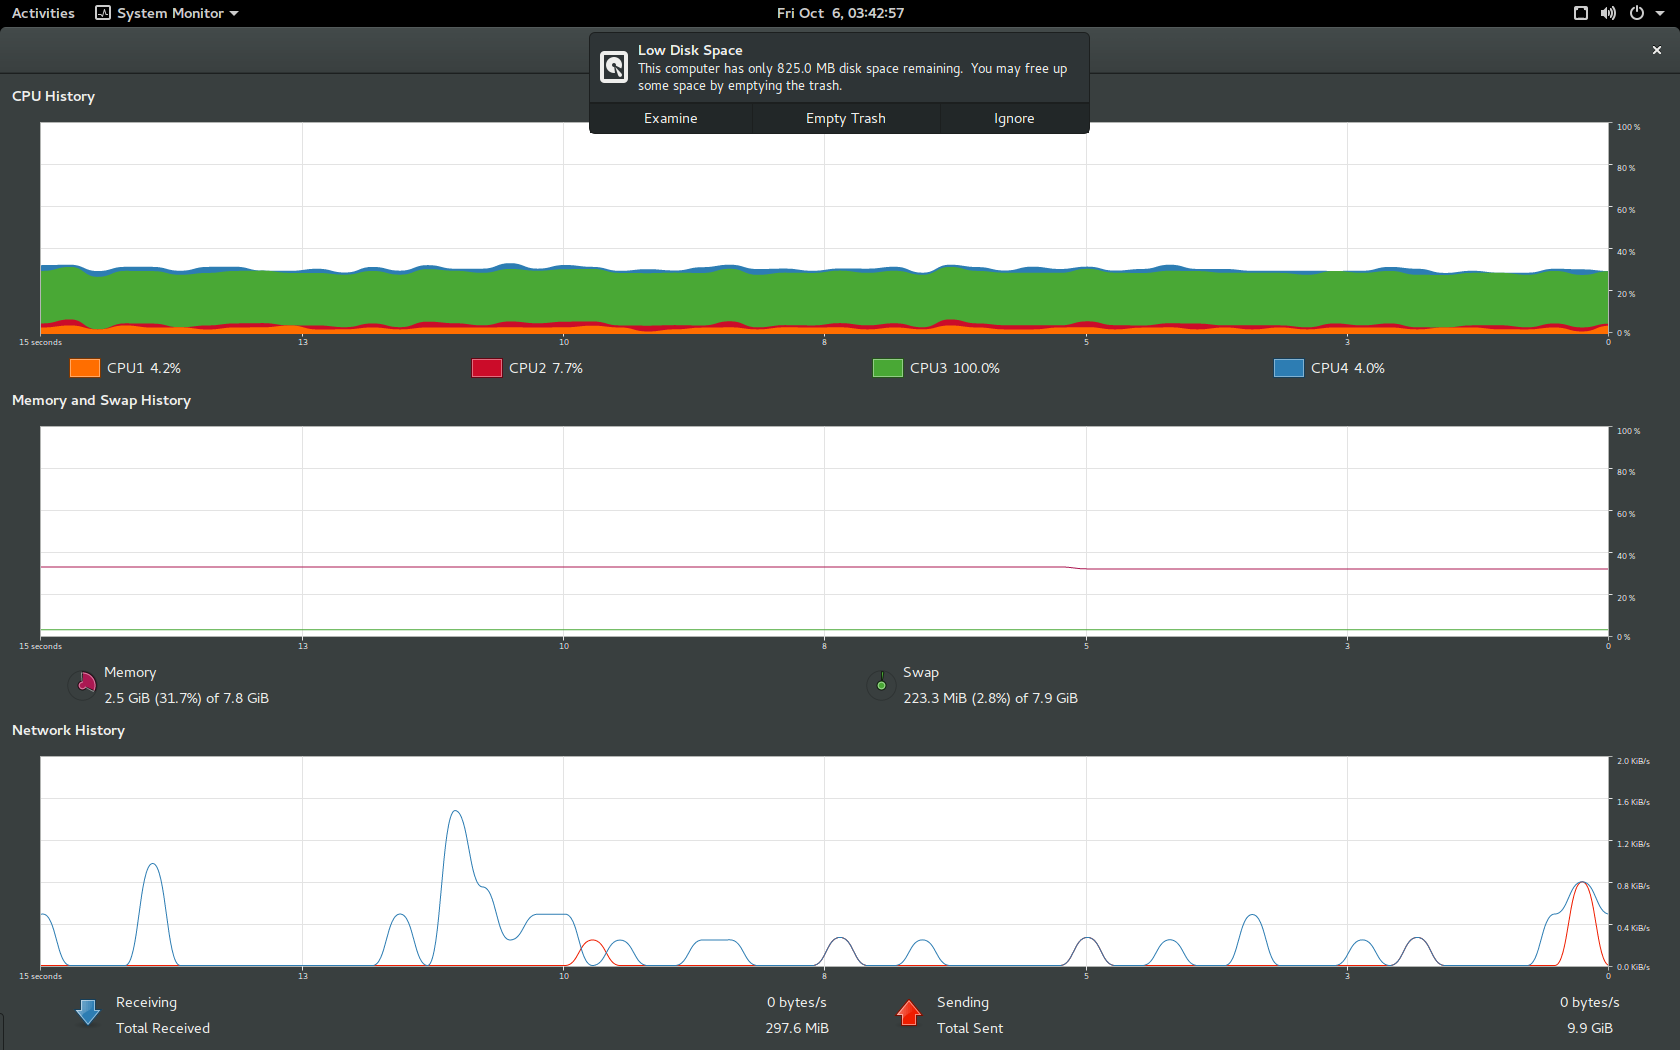 Activities System Monitor Fri Oct 6, 03:42:57
Low Disk Space
This computer has only 825.0 MB disk space remaining. You may free up
some space by emptying the trash.
Examine Empty Trash Ignore
CPU History
100 %
80 %
60 %
40 %
20 %
0 %
15 seconds 13 10 8 5 3 0
CPU1 4.2% CPU2 7.7% CPU3 100.0% CPU4 4.0%
Memory and Swap History
100 %
80 %
60 %
40 %
20 %
0 %
15 seconds 13 10 8 5 3 0
Memory
2.5 GiB (31.7%) of 7.8 GiB
Swap
223.3 MiB (2.8%) of 7.9 GiB
Network History
2.0 KiB/s
1.6 KiB/s
1.2 KiB/s
0.8 KiB/s
0.4 KiB/s
0.0 KiB/s
15 seconds 13 10 8 5 3 0
Receiving 0 bytes/s
Total Received 297.6 MiB
Sending 0 bytes/s
Total Sent 9.9 GiB